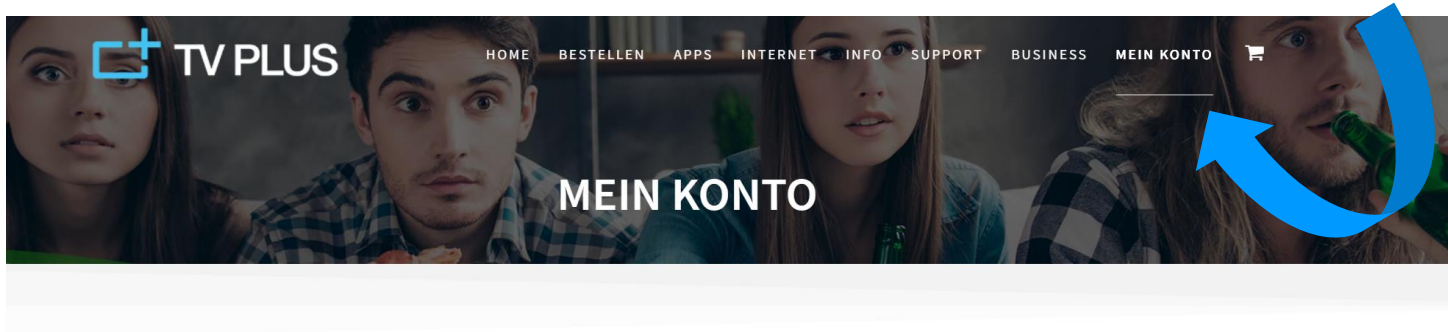 TV PLUS
HOME BESTELLEN APPS INTERNET INFO SUPPORT BUSINESS MEIN KONTO
MEIN KONTO